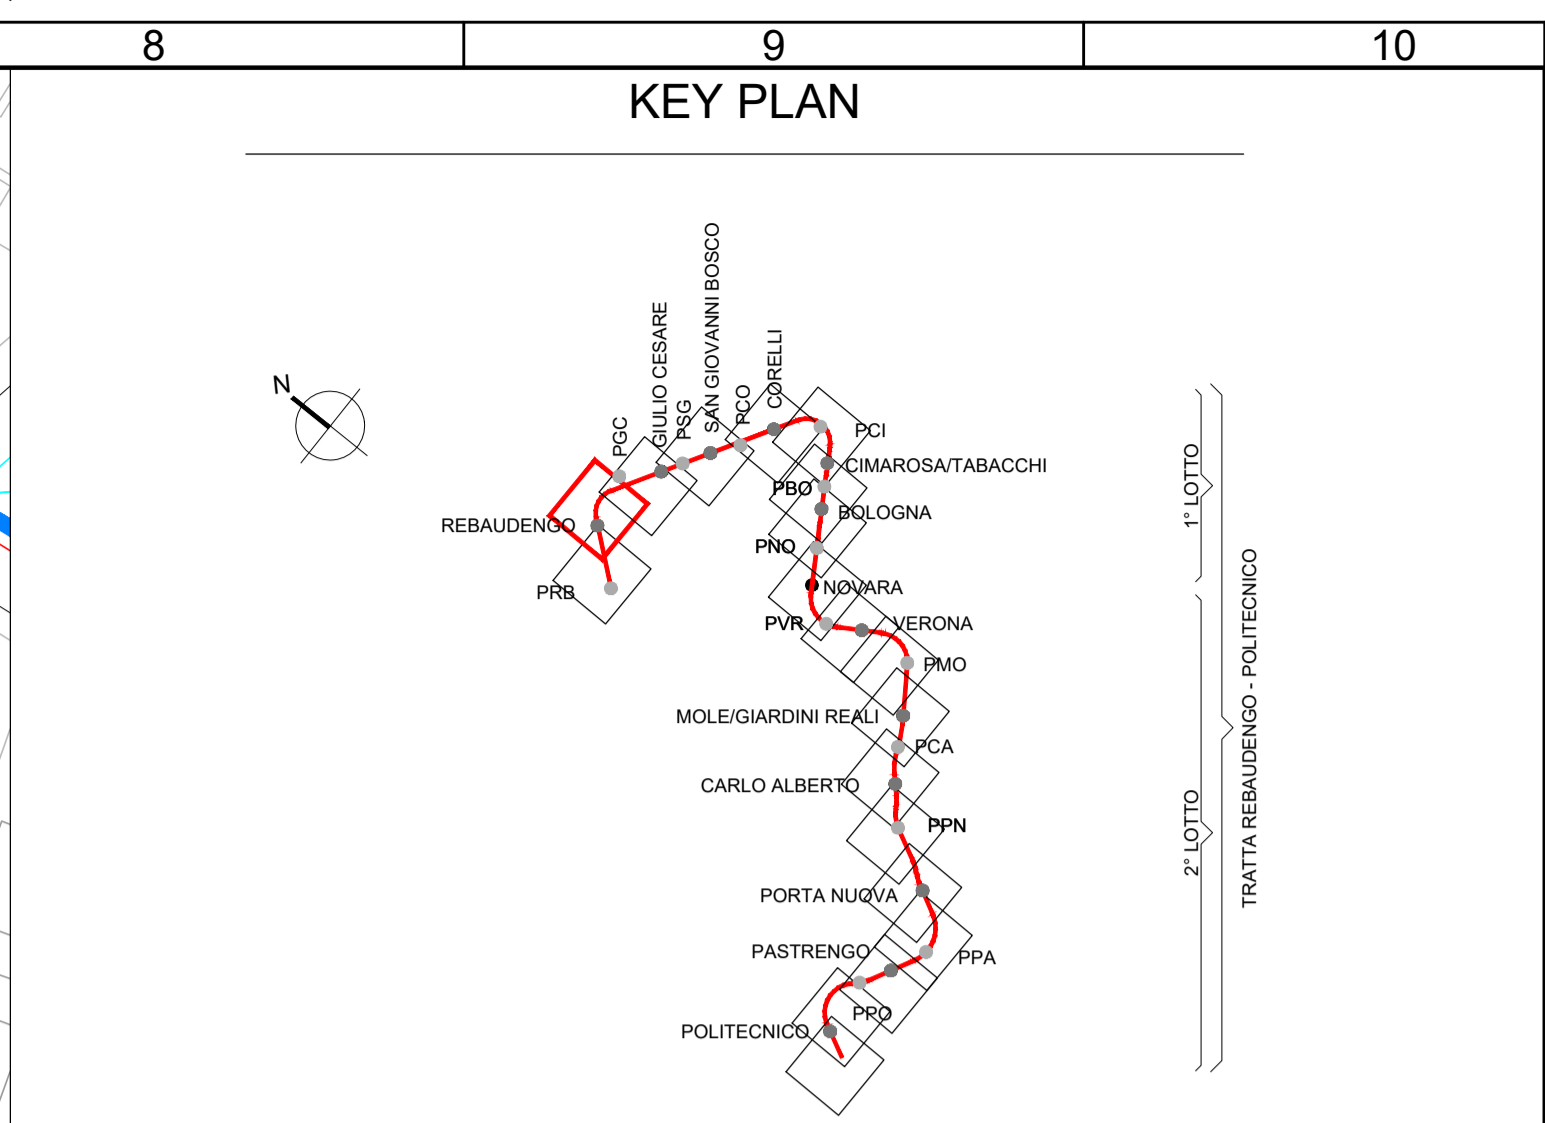 8
9
10
KEY PLAN
N
PGC
GIULIO CESARE
PSG
SAN GIOVANNI BOSCO
PCO
CORELLI
PCI
CIMAROSA/TABACCHI
PBO
BOLOGNA
REBAUDENGO
PNO
PRB
NOVARA
PVR
VERONA
PMO
MOLE/GIARDINI REALI
PCA
CARLO ALBERTO
PPN
PORTA NUOVA
PASTRENGO
PPA
PPO
POLITECNICO
1° LOTTO
2° LOTTO
TRATTA REBAUDENGO - POLITECNICO